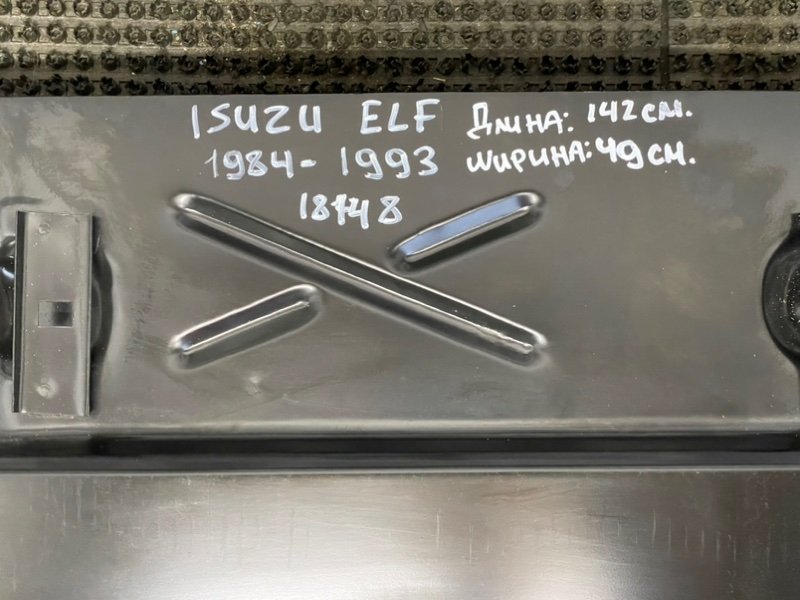 ISUZU ELF Длина: 142 см.
1984-1993 ширина: 49 см.
18148